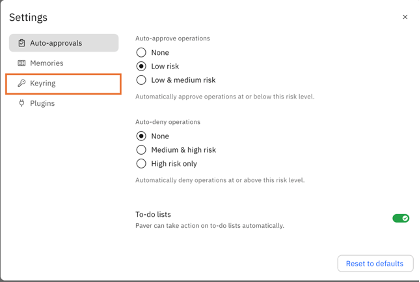 Settings
Auto-approvals
Memories
Keyring
Plugins
Auto-approve operations
None
Low risk
Low & medium risk
Automatically approve operations at or below this risk level.
Auto-deny operations
None
Medium & high risk
High risk only
Automatically deny operations at or above this risk level.
To-do lists
Paver can take action on to-do lists automatically.
Reset to defaults